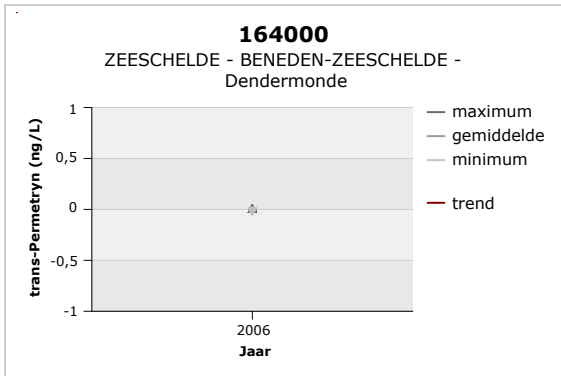 164000
ZEESCHELDE - BENEDEN-ZEESCHELDE -
Dendermonde
trans-Permetryn (ng/L)
1
0,5
0
-0,5
-1
2006
Jaar
maximum
gemiddelde
minimum
trend